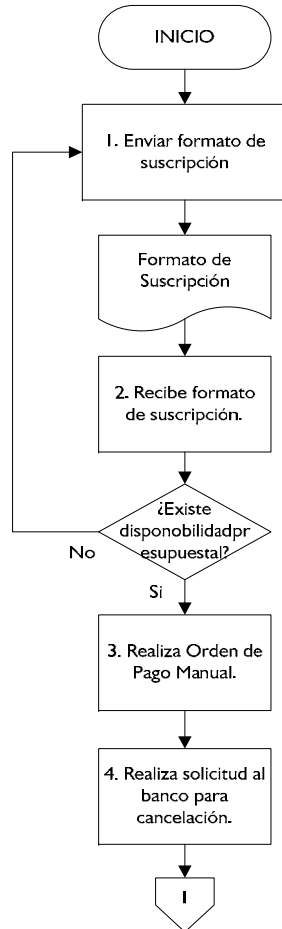 INICIO
1. Enviar formato de
suscripción
Formato de
Suscripción
2. Recibe formato
de suscripción.
¿Existe
disponobilidadpr
esupuestal?
No
Si
3. Realiza Orden de
Pago Manual.
4. Realiza solicitud al
banco para
cancelación.
1